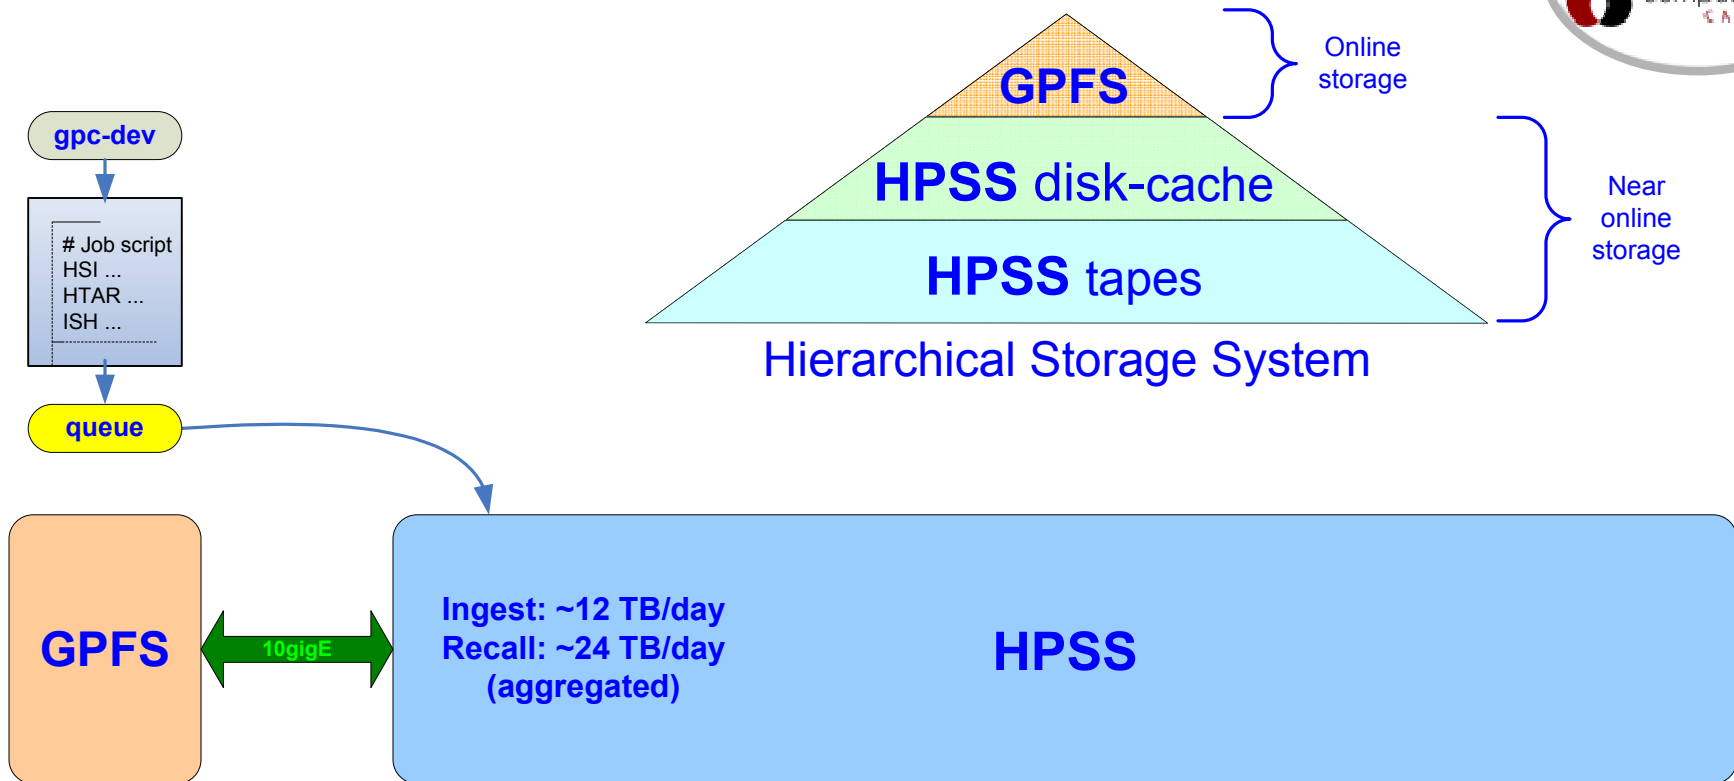 GPFS
Online
storage
gpc-dev
HPSS disk-cache
Near
online
storage
# Job script
HSI ...
HTAR ...
ISH ...
HPSS tapes
Hierarchical Storage System
queue
GPFS
10gigE
Ingest: ~12 TB/day
Recall: ~24 TB/day
(aggregated)
HPSS